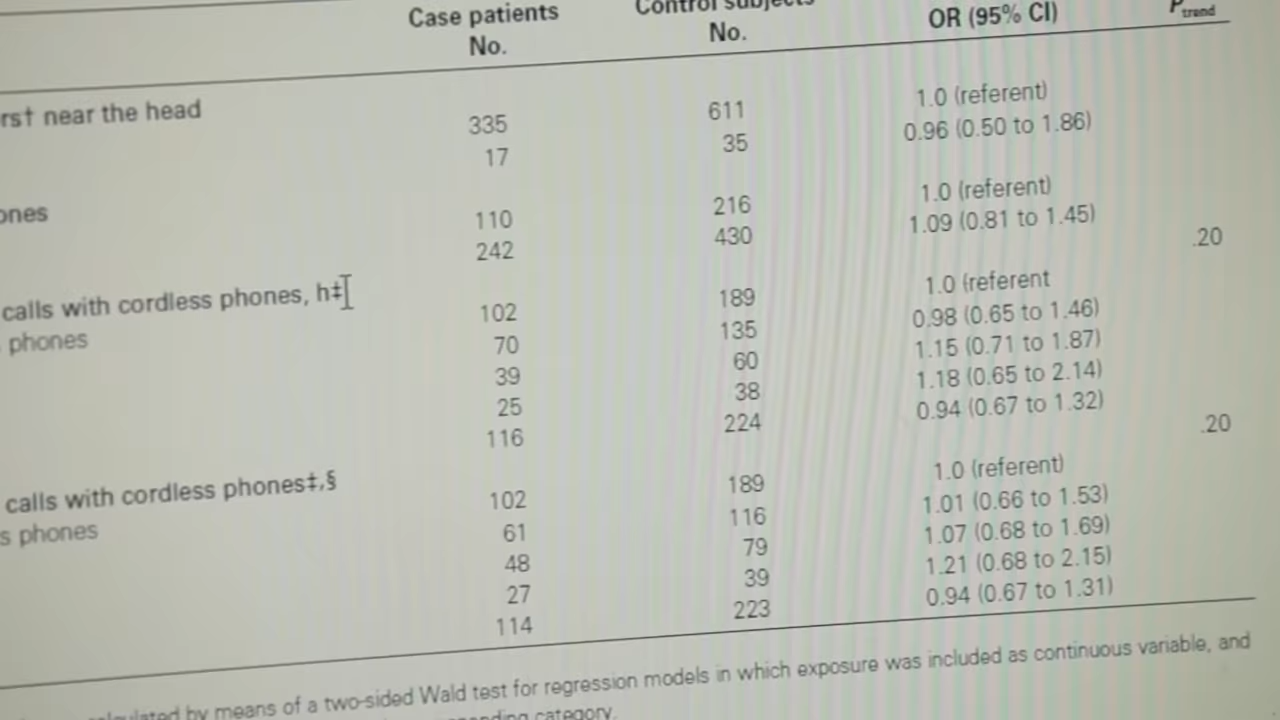 Case patients Control subjects
No. No. OR (95% CI) Ptrend
near the head
335 611 1.0 (referent)
17 35 0.96 (0.50 to 1.86)
110 216 1.0 (referent)
242 430 1.09 (0.81 to 1.45)
.20
calls with cordless phones, h‡
phones 102 189 1.0 (referent
70 135 0.98 (0.65 to 1.46)
39 60 1.15 (0.71 to 1.87)
25 38 1.18 (0.65 to 2.14)
116 224 0.94 (0.67 to 1.32)
.20
calls with cordless phones‡,§
phones 102 189 1.0 (referent)
61 116 1.01 (0.66 to 1.53)
48 79 1.07 (0.68 to 1.69)
27 39 1.21 (0.68 to 2.15)
114 223 0.94 (0.67 to 1.31)
by means of a two-sided Wald test for regression models in which exposure was included as continuous variable, and
category.